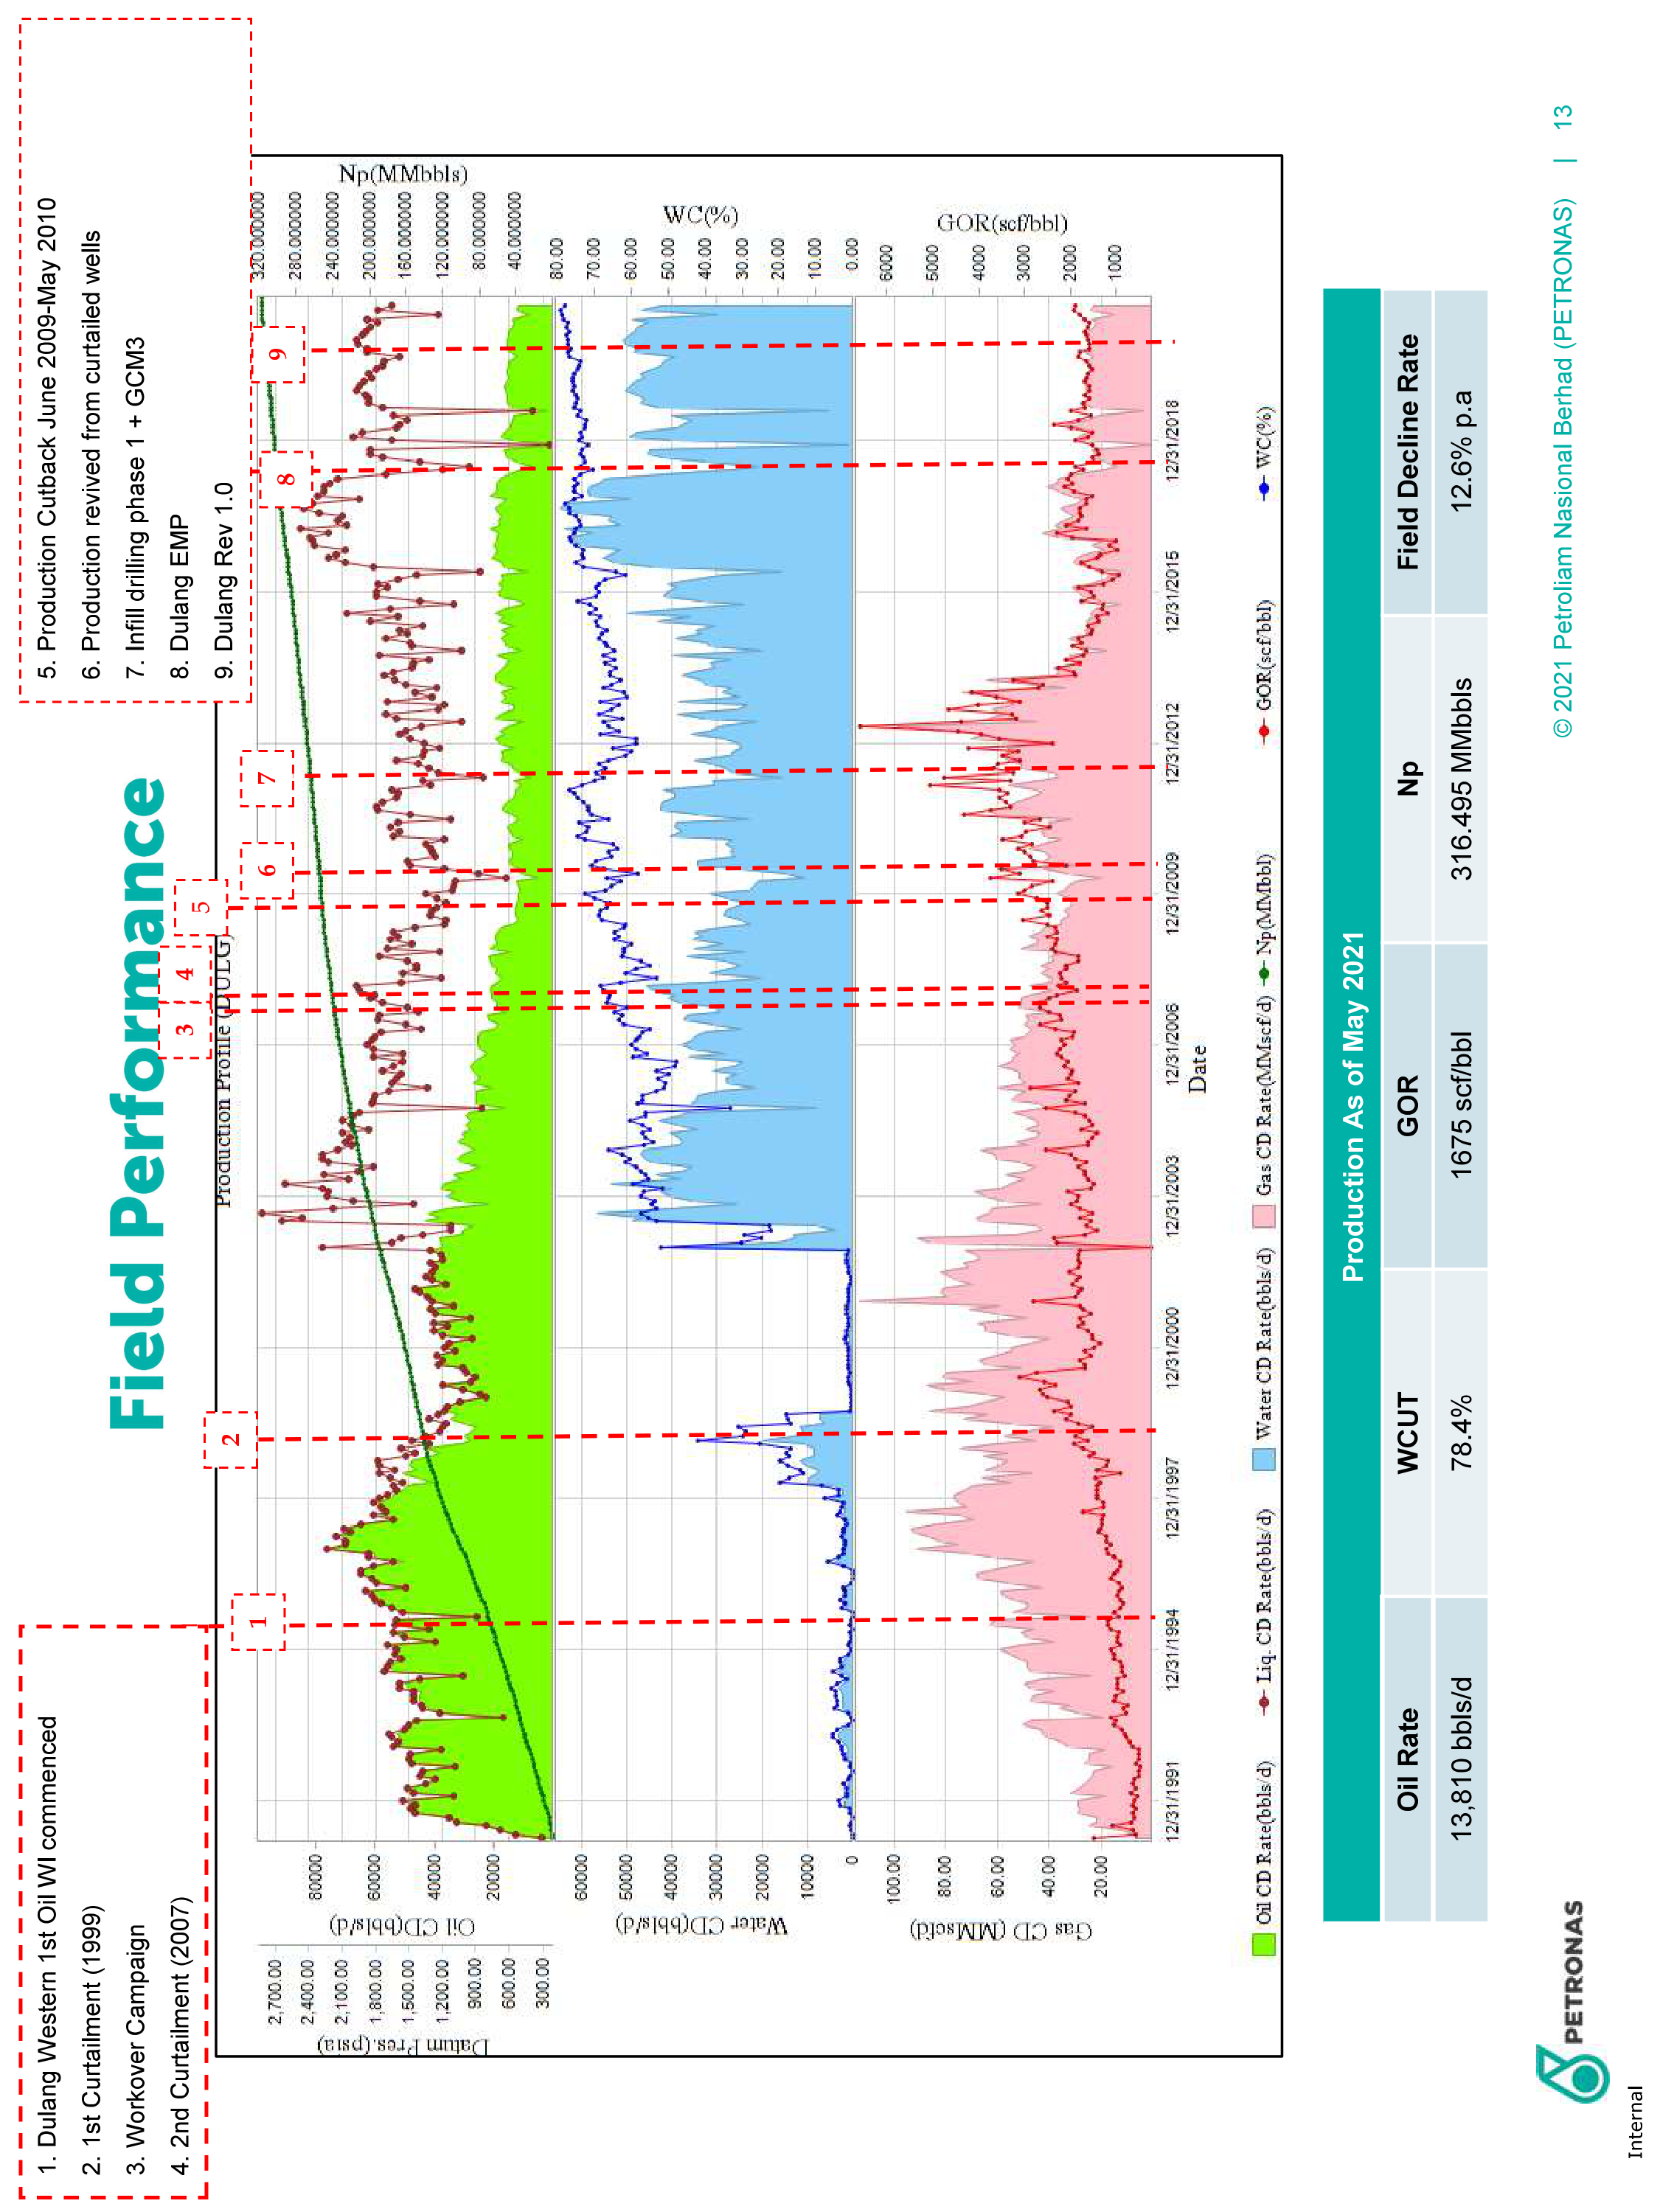 Field Performance
1. Dulang Western 1st Oil WI commenced
2. 1st Curtailment (1999)
3. Workover Campaign
4. 2nd Curtailment (2007)
5. Production Cutback June 2009-May 2010
6. Production revived from curtailed wells
7. Infill drilling phase 1 + GCM3
8. Dulang EMP
9. Dulang Rev 1.0
Production Profile (DULG)
1
2
3
4
5
6
7
8
9
Datum Pres.(psia)
2,700.00
2,400.00
2,100.00
1,800.00
1,500.00
1,200.00
900.00
600.00
300.00
Oil CD(bbls/d)
80000
60000
40000
20000
Np(MMbbls)
320.000000
280.000000
240.000000
200.000000
160.000000
120.000000
80.000000
40.000000
Water CD(bbls/d)
60000
50000
40000
30000
20000
10000
0
WC(%)
80.00
70.00
60.00
50.00
40.00
30.00
20.00
10.00
0.00
Gas CD (MMscf/d)
100.00
80.00
60.00
40.00
20.00
GOR(scf/bbl)
6000
5000
4000
3000
2000
1000
12/31/1991 12/31/1994 12/31/1997 12/31/2000 12/31/2003 12/31/2006 12/31/2009 12/31/2012 12/31/2015 12/31/2018
Date
Oil CD Rate(bbls/d) Liq. CD Rate(bbls/d) Water CD Rate(bbls/d) Gas CD Rate(MMscf/d) Np(MMbbl) GOR(scf/bbl) WC(%)
Production As of May 2021
Oil Rate WCUT GOR Np Field Decline Rate
13,810 bbls/d 78.4% 1675 scf/bbl 316.495 MMbbls 12.6% p.a
PETRONAS
© 2021 Petroliam Nasional Berhad (PETRONAS) | 13
Internal